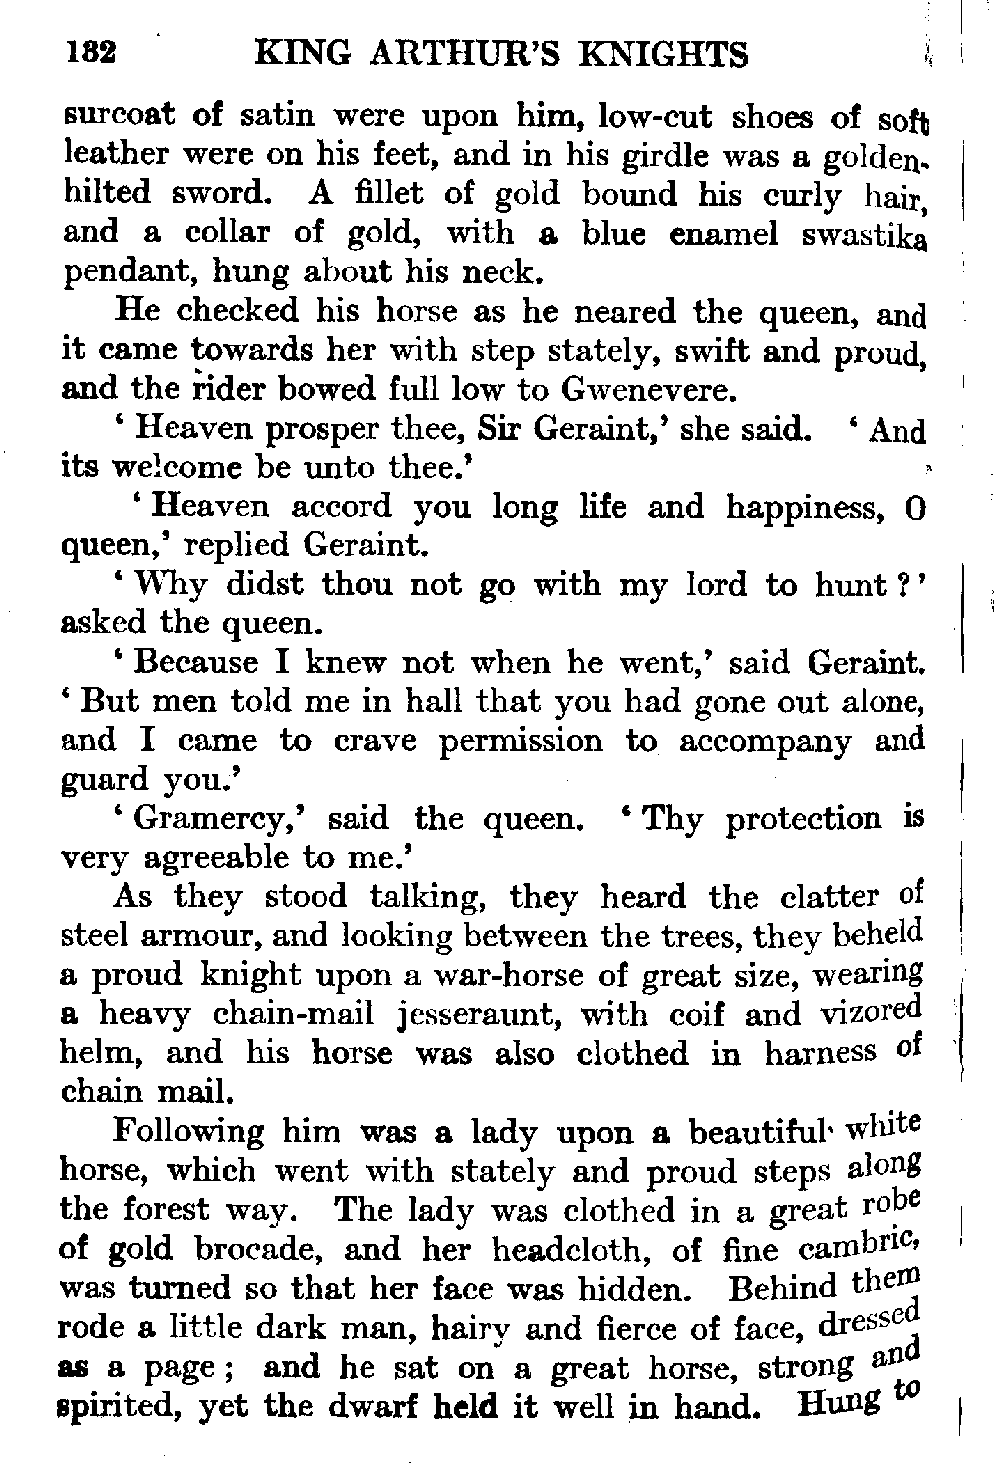 182 KING ARTHUR'S KNIGHTS
surcoat of satin were upon him, low-cut shoes of soft
leather were on his feet, and in his girdle was a golden-
hilted sword. A fillet of gold bound his curly hair,
and a collar of gold, with a blue enamel swastika
pendant, hung about his neck.
He checked his horse as he neared the queen, and
it came towards her with step stately, swift and proud,
and the rider bowed full low to Gwenevere.
‘ Heaven prosper thee, Sir Geraint,’ she said. ‘ And
its welcome be unto thee.’
‘ Heaven accord you long life and happiness, O
queen,’ replied Geraint.
‘ Why didst thou not go with my lord to hunt ? ’
asked the queen.
‘ Because I knew not when he went,’ said Geraint.
‘ But men told me in hall that you had gone out alone,
and I came to crave permission to accompany and
guard you.’
‘ Gramercy,’ said the queen. ‘ Thy protection is
very agreeable to me.’
As they stood talking, they heard the clatter of
steel armour, and looking between the trees, they beheld
a proud knight upon a war-horse of great size, wearing
a heavy chain-mail jesseraunt, with coif and vizored
helm, and his horse was also clothed in harness of
chain mail.
Following him was a lady upon a beautiful white
horse, which went with stately and proud steps along
the forest way. The lady was clothed in a great robe
of gold brocade, and her headcloth, of fine cambric,
was turned so that her face was hidden. Behind them
rode a little dark man, hairy and fierce of face, dressed
as a page ; and he sat on a great horse, strong and
spirited, yet the dwarf held it well in hand. Hung to